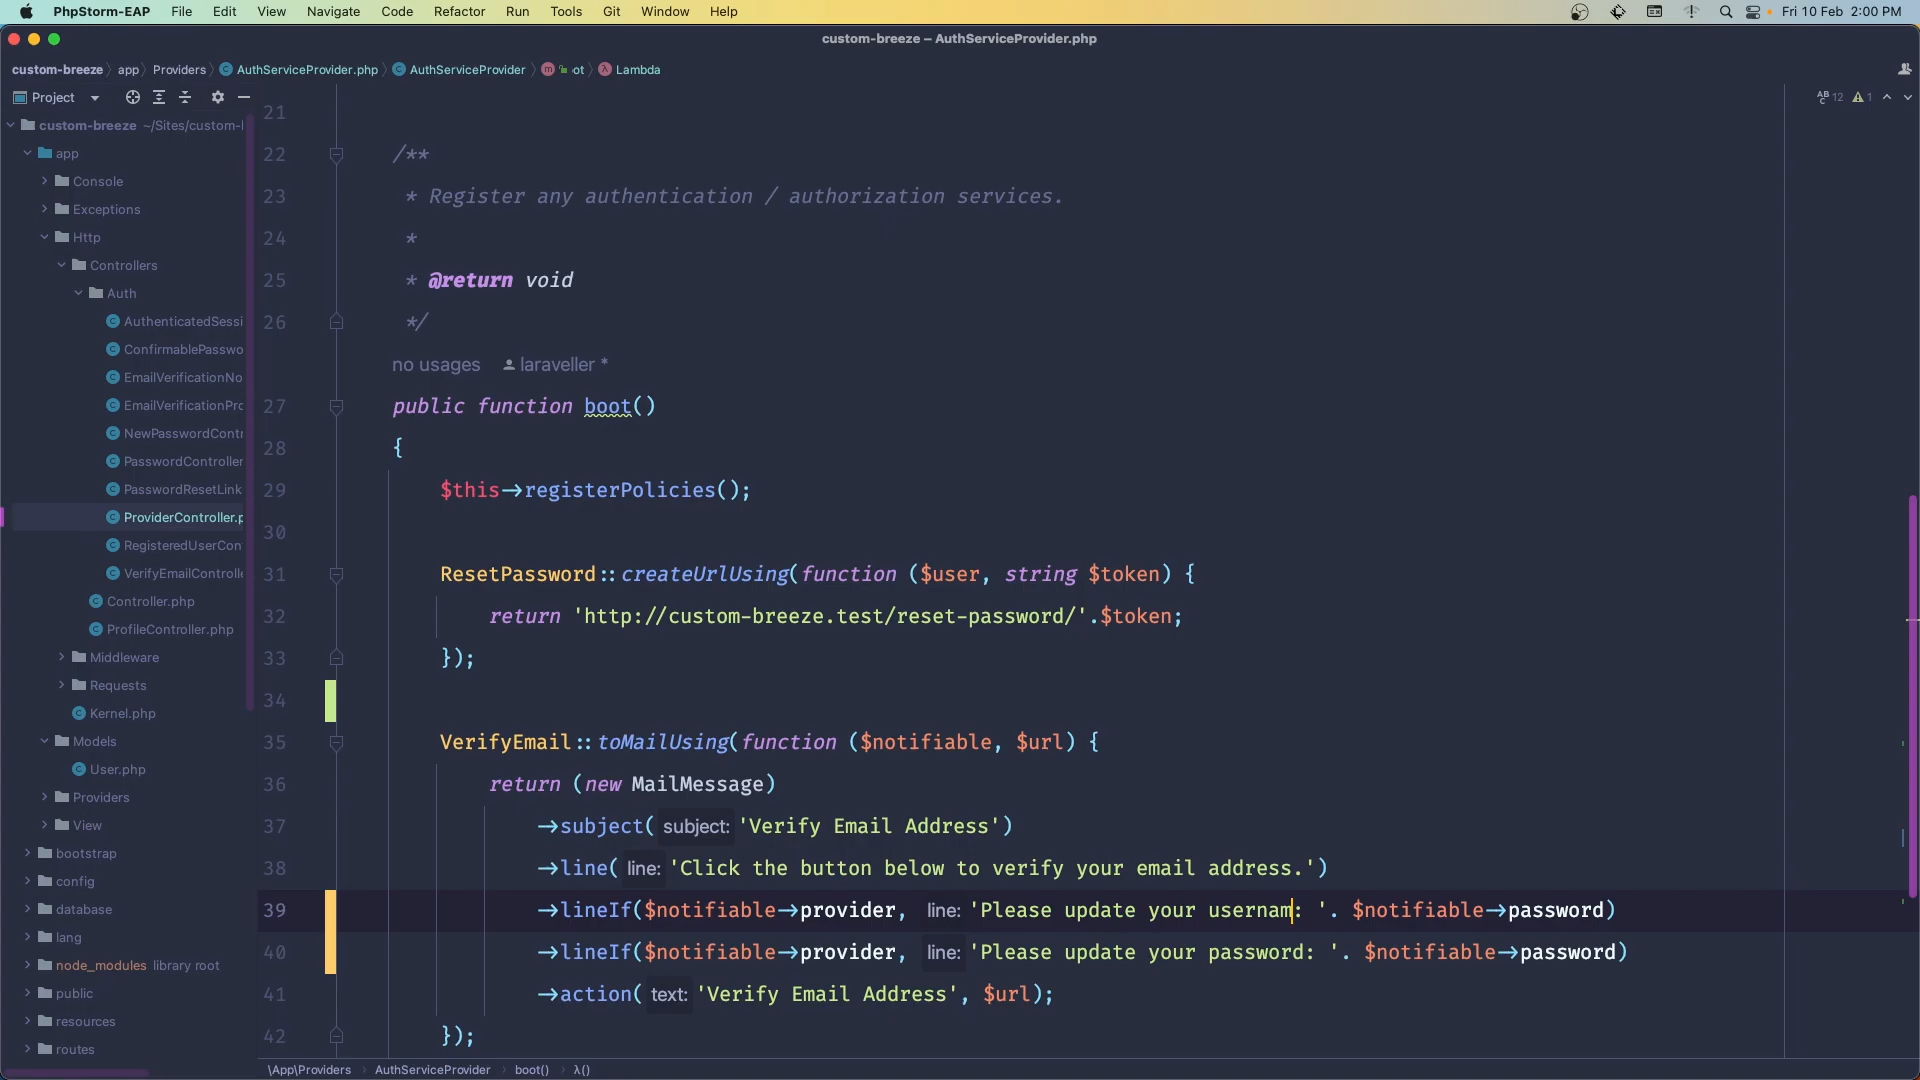 PhpStorm-EAP File Edit View Navigate Code Refactor Run Tools Git Window Help Fri 10 Feb 2:00 PM
custom-breeze – AuthServiceProvider.php
custom-breeze app Providers AuthServiceProvider.php AuthServiceProvider m ot λ Lambda
Project
12 1
custom-breeze ~/Sites/custom-l
app
Console
Exceptions
Http
Controllers
Auth
AuthenticatedSessi
ConfirmablePasswo
EmailVerificationNo
EmailVerificationPro
NewPasswordContr
PasswordController
PasswordResetLink
ProviderController.p
RegisteredUserCon
VerifyEmailControlle
Controller.php
ProfileController.php
Middleware
Requests
Kernel.php
Models
User.php
Providers
View
bootstrap
config
database
lang
node_modules library root
public
resources
routes
21
22 /**
23 * Register any authentication / authorization services.
24 *
25 * @return void
26 */
no usages laraveller *
27 public function boot()
28 {
29 $this->registerPolicies();
30
31 ResetPassword::createUrlUsing(function ($user, string $token) {
32 return 'http://custom-breeze.test/reset-password/'.$token;
33 });
34
35 VerifyEmail::toMailUsing(function ($notifiable, $url) {
36 return (new MailMessage)
37 ->subject( subject: 'Verify Email Address')
38 ->line( line: 'Click the button below to verify your email address.')
39 ->lineIf($notifiable->provider, line: 'Please update your usernam: '. $notifiable->password)
40 ->lineIf($notifiable->provider, line: 'Please update your password: '. $notifiable->password)
41 ->action( text: 'Verify Email Address', $url);
42 });
\App\Providers AuthServiceProvider boot() λ()